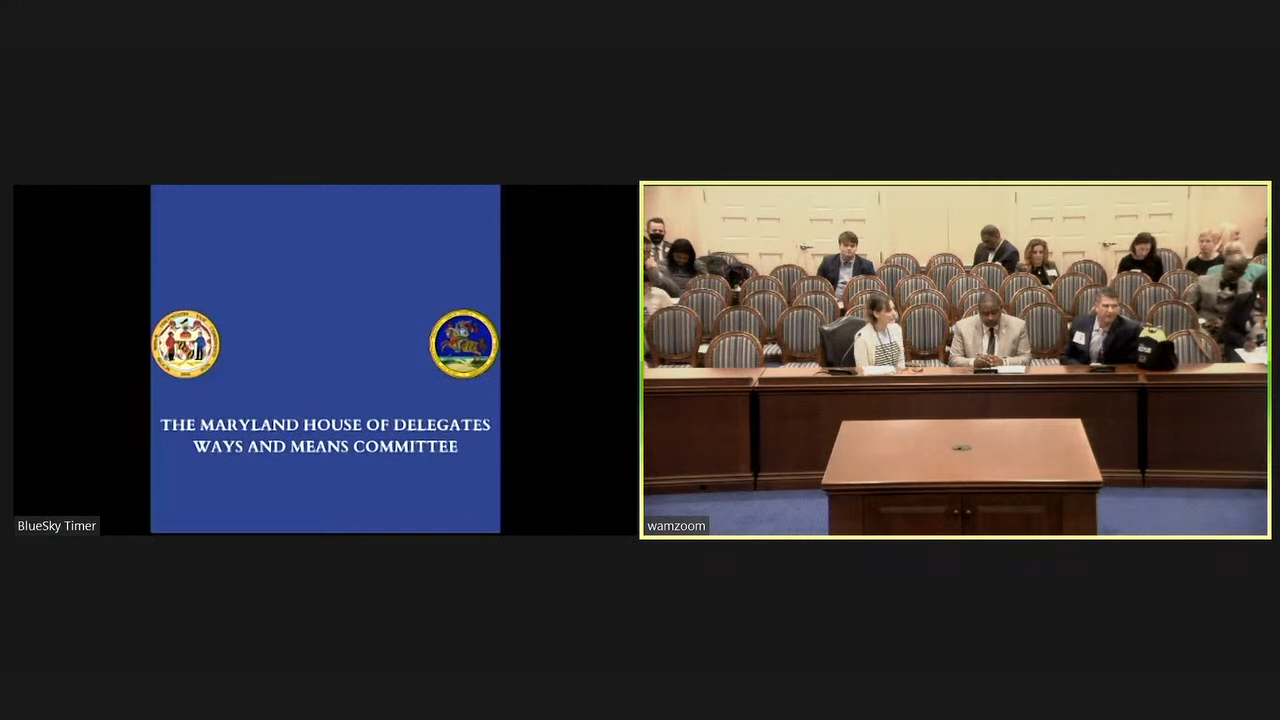 THE MARYLAND HOUSE OF DELEGATES
WAYS AND MEANS COMMITTEE
BlueSky Timer
wamzoom